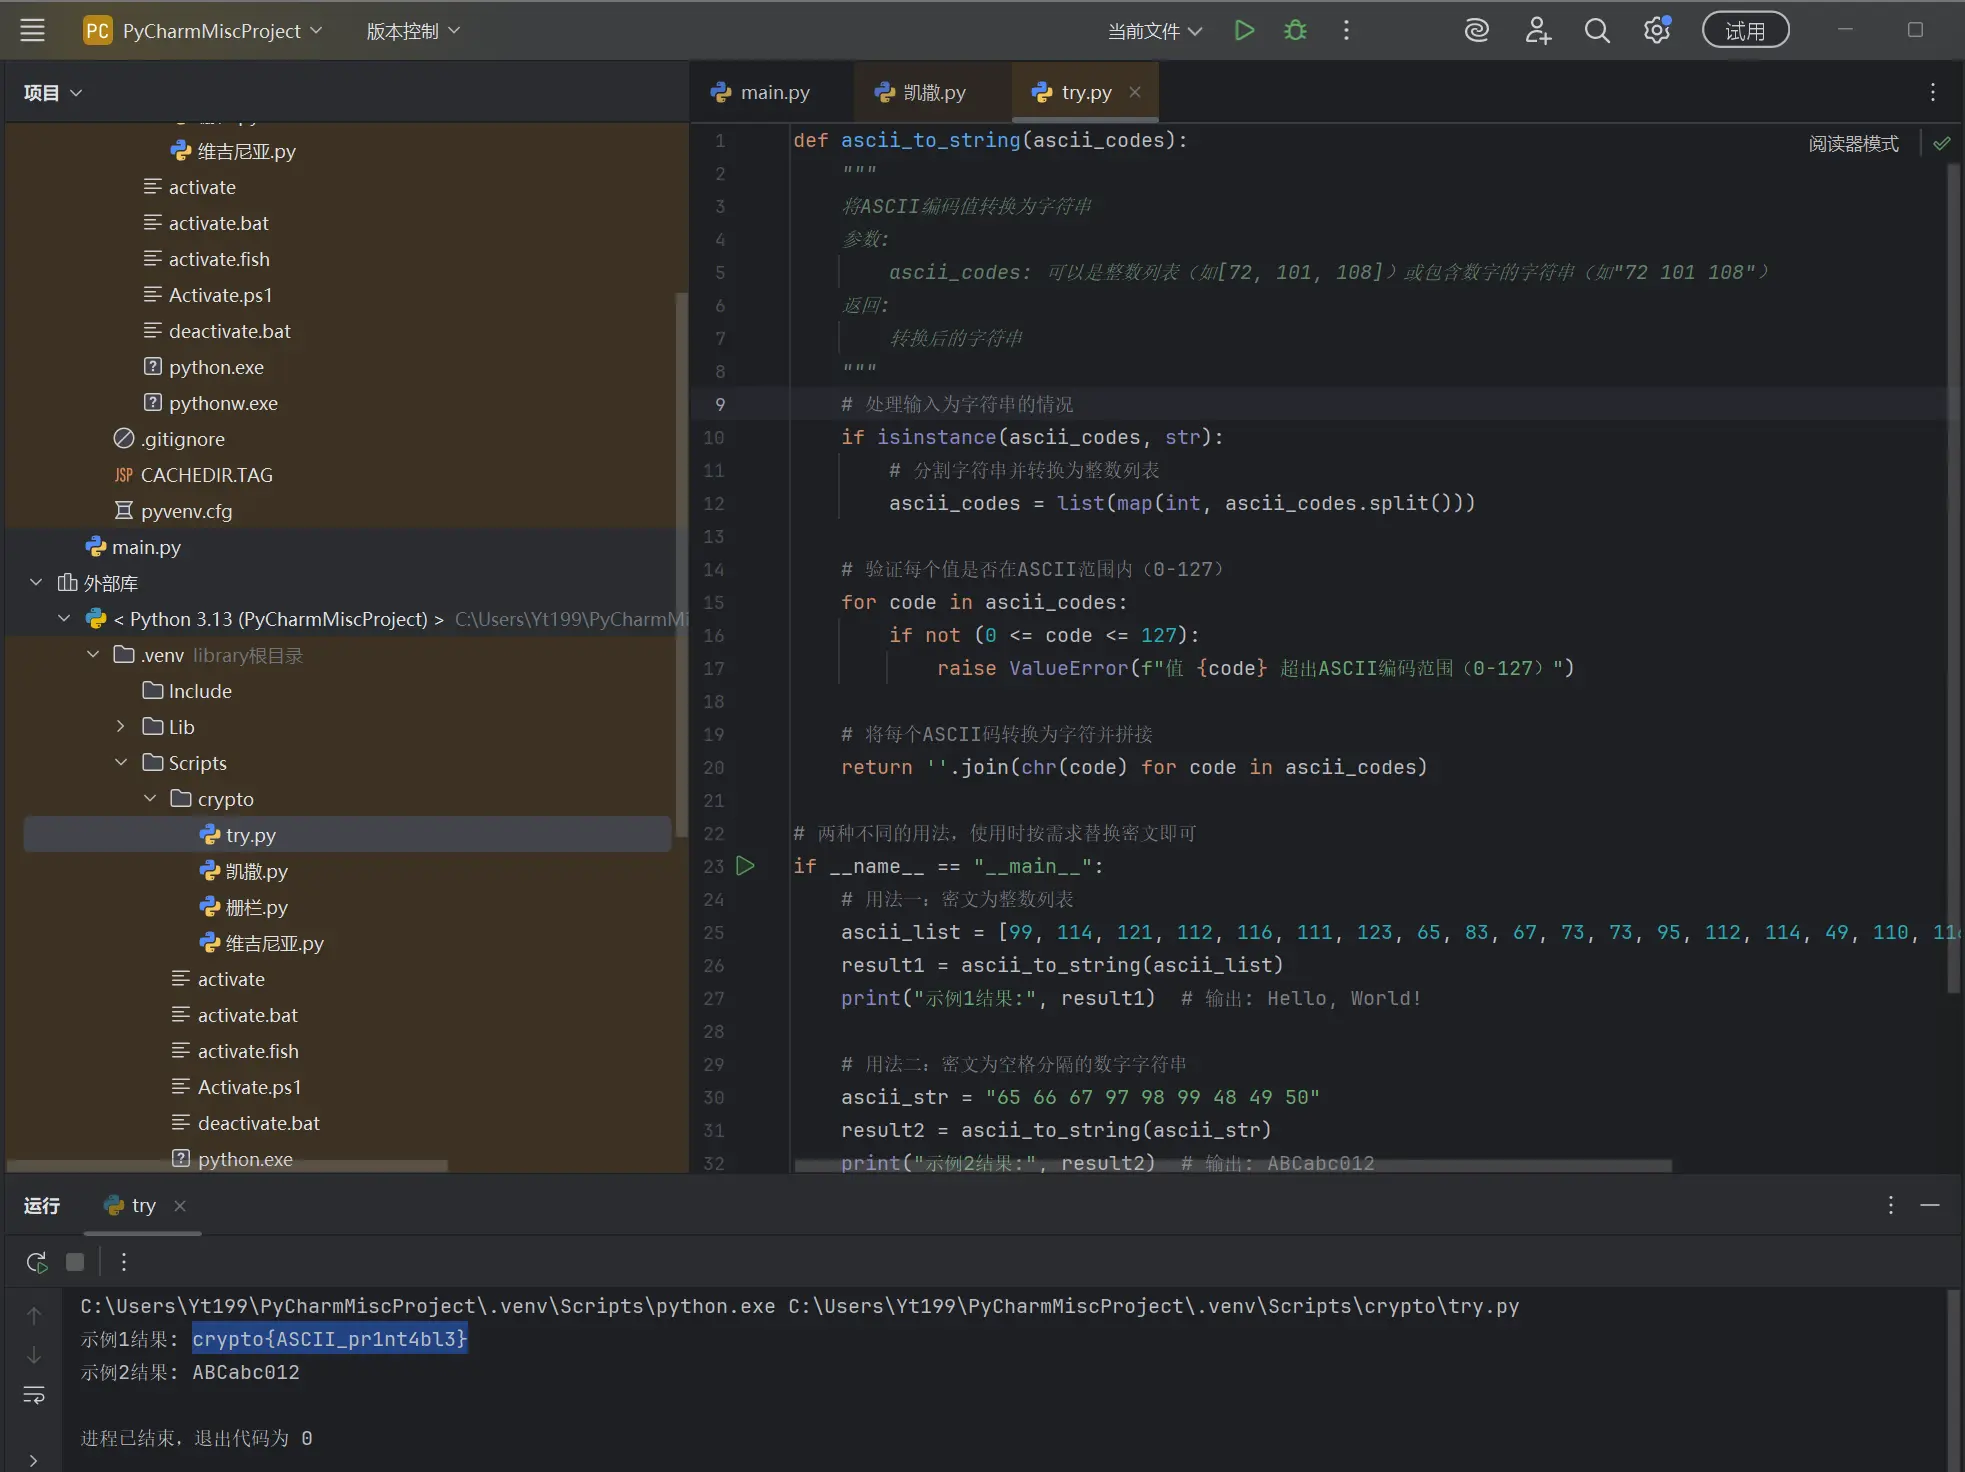 PC PyCharmMiscProject 版本控制 当前文件 试用
项目
维吉尼亚.py
activate
activate.bat
activate.fish
Activate.ps1
deactivate.bat
python.exe
pythonw.exe
.gitignore
JSP CACHEDIR.TAG
pyvenv.cfg
main.py
外部库
< Python 3.13 (PyCharmMiscProject) > C:\Users\Yt199\PyCharmMi
.venv library根目录
Include
Lib
Scripts
crypto
try.py
凯撒.py
栅栏.py
维吉尼亚.py
activate
activate.bat
activate.fish
Activate.ps1
deactivate.bat
python.exe
main.py 凯撒.py try.py
阅读器模式
1 def ascii_to_string(ascii_codes):
2 """
3 将ASCII编码值转换为字符串
4 参数:
5 ascii_codes: 可以是整数列表（如[72, 101, 108]）或包含数字的字符串（如"72 101 108"）
6 返回:
7 转换后的字符串
8 """
9 # 处理输入为字符串的情况
10 if isinstance(ascii_codes, str):
11 # 分割字符串并转换为整数列表
12 ascii_codes = list(map(int, ascii_codes.split()))
13
14 # 验证每个值是否在ASCII范围内（0-127）
15 for code in ascii_codes:
16 if not (0 <= code <= 127):
17 raise ValueError(f"值 {code} 超出ASCII编码范围（0-127）")
18
19 # 将每个ASCII码转换为字符并拼接
20 return ''.join(chr(code) for code in ascii_codes)
21
22 # 两种不同的用法，使用时按需求替换密文即可
23 if __name__ == "__main__":
24 # 用法一：密文为整数列表
25 ascii_list = [99, 114, 121, 112, 116, 111, 123, 65, 83, 67, 73, 73, 95, 112, 114, 49, 110, 116
26 result1 = ascii_to_string(ascii_list)
27 print("示例1结果:", result1) # 输出: Hello, World!
28
29 # 用法二：密文为空格分隔的数字字符串
30 ascii_str = "65 66 67 97 98 99 48 49 50"
31 result2 = ascii_to_string(ascii_str)
32 print("示例2结果:", result2) # 输出: ABCabc012
运行 try
C:\Users\Yt199\PyCharmMiscProject\.venv\Scripts\python.exe C:\Users\Yt199\PyCharmMiscProject\.venv\Scripts\crypto\try.py
示例1结果: crypto{ASCII_pr1nt4bl3}
示例2结果: ABCabc012
进程已结束，退出代码为 0